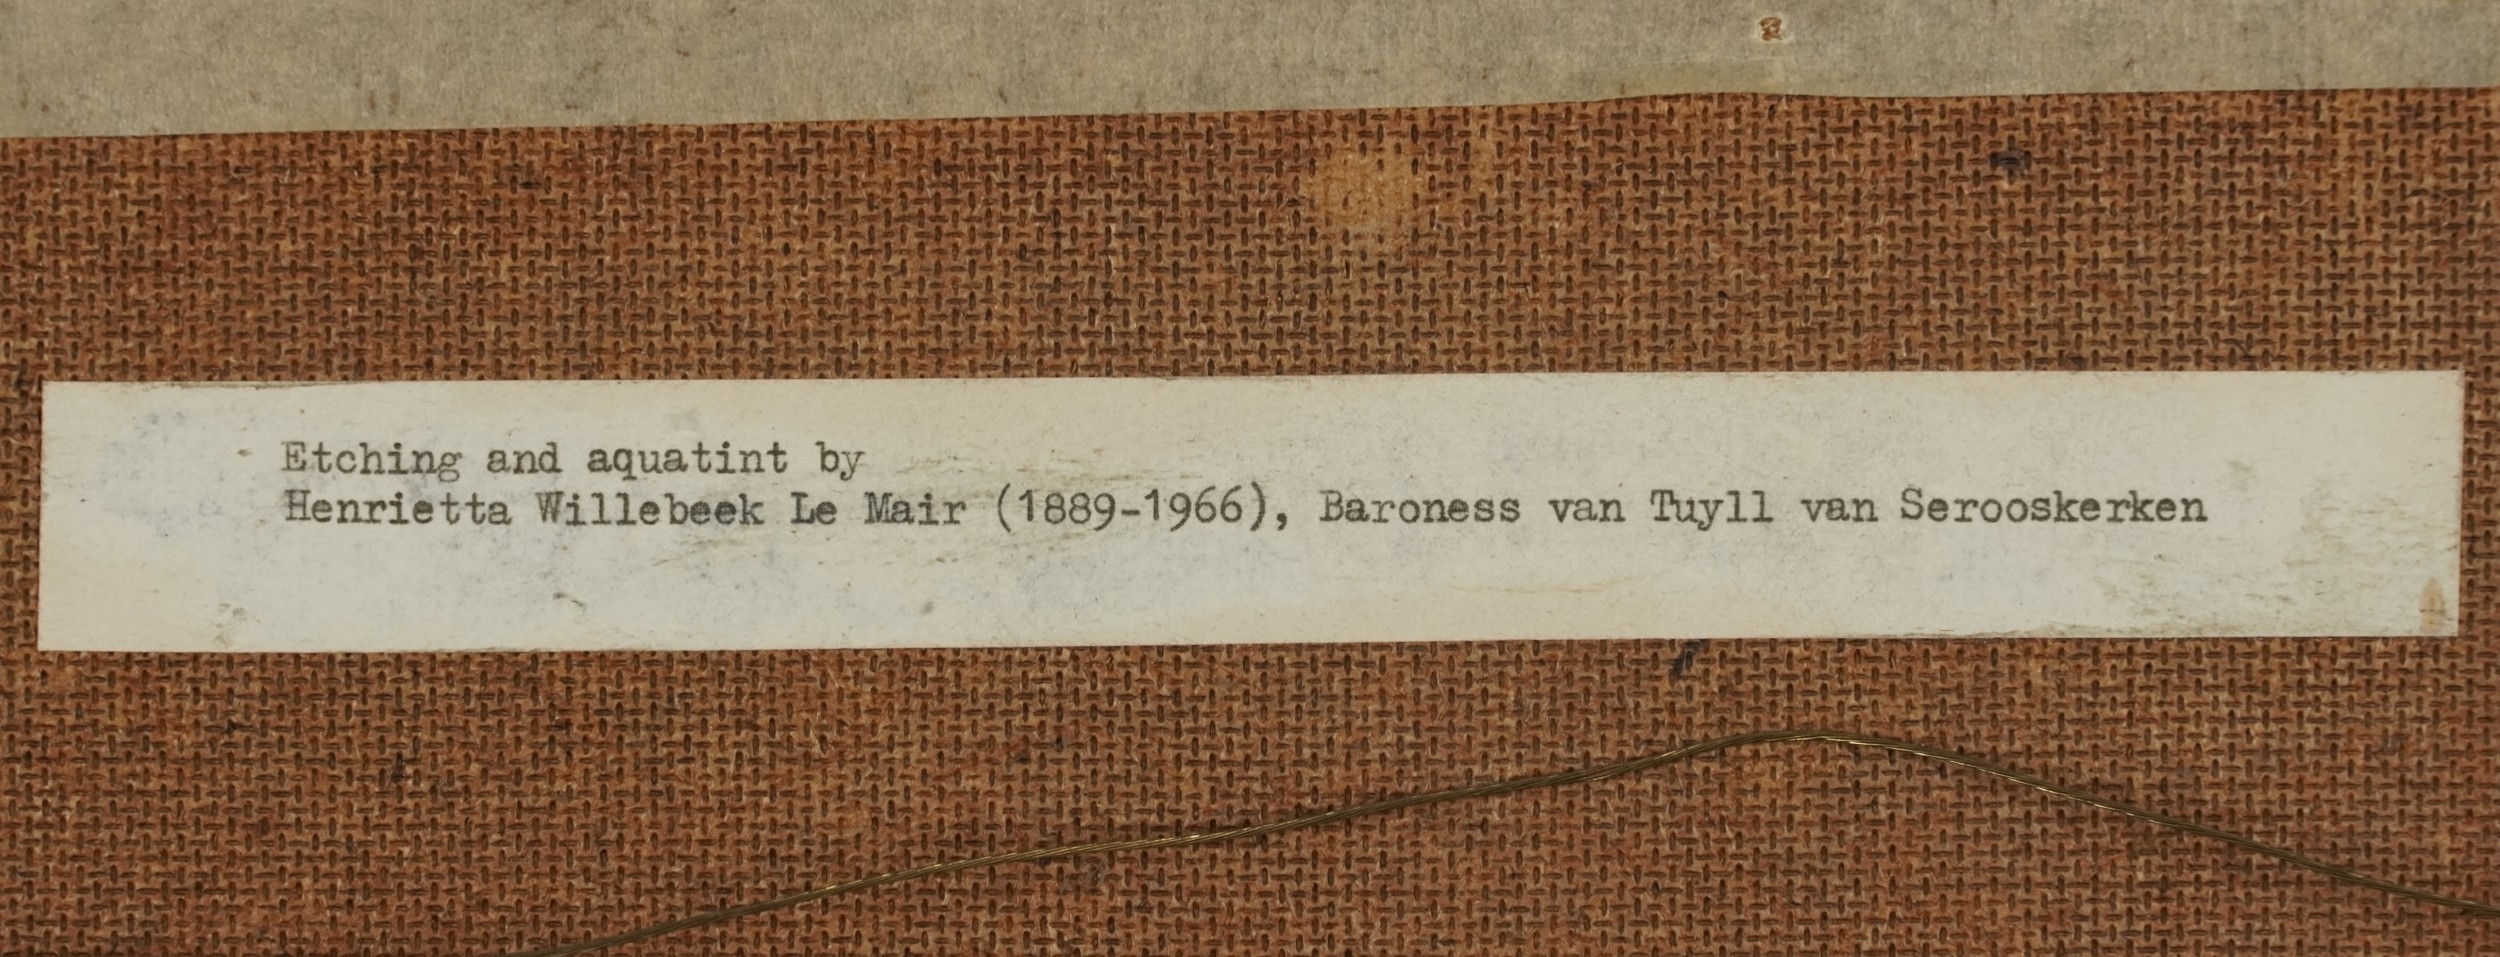 Etching and aquatint by
Henrietta Willebeek Le Mair (1889-1966), Baroness van Tuyll van Serooskerken